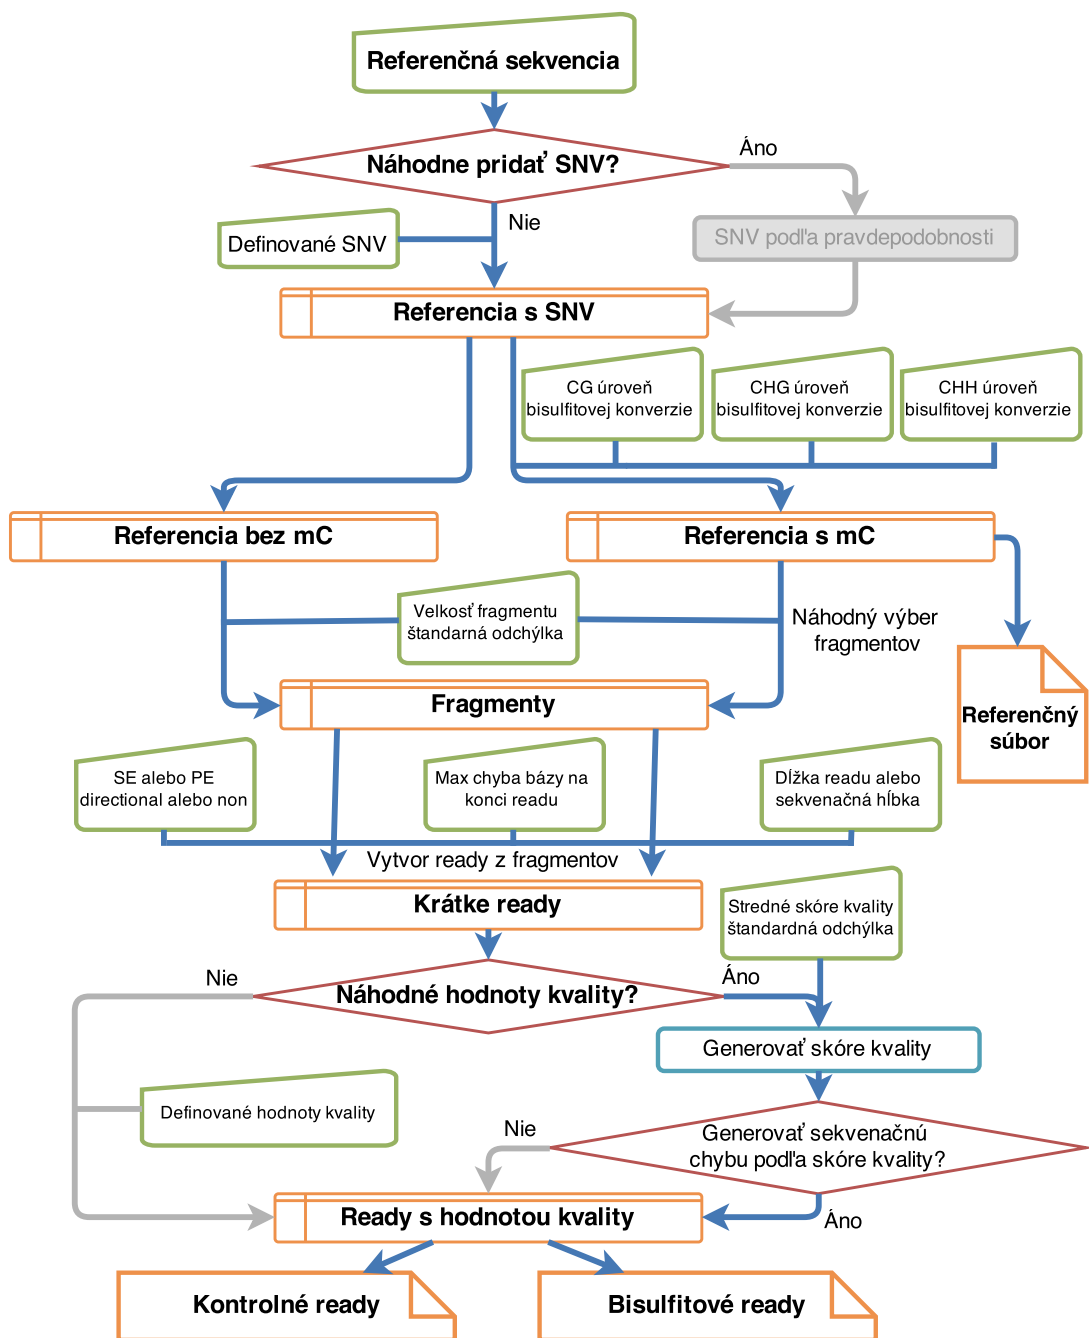 Referenčná sekvencia
Náhodne pridať SNV?
Áno
Nie
Definované SNV
SNV podľa pravdepodobnosti
Referencia s SNV
CG úroveň
bisulfitovej konverzie
CHG úroveň
bisulfitovej konverzie
CHH úroveň
bisulfitovej konverzie
Referencia bez mC
Referencia s mC
Velkosť fragmentu
štandarná odchýlka
Náhodný výber
fragmentov
Fragmenty
Referenčný
súbor
SE alebo PE
directional alebo non
Max chyba bázy na
konci readu
Dĺžka readu alebo
sekvenačná hĺbka
Vytvor ready z fragmentov
Krátke ready
Stredné skóre kvality
štandardná odchýlka
Nie
Náhodné hodnoty kvality?
Áno
Generovať skóre kvality
Definované hodnoty kvality
Nie
Generovať sekvenačnú
chybu podľa skóre kvality?
Ready s hodnotou kvality
Áno
Kontrolné ready
Bisulfitové ready